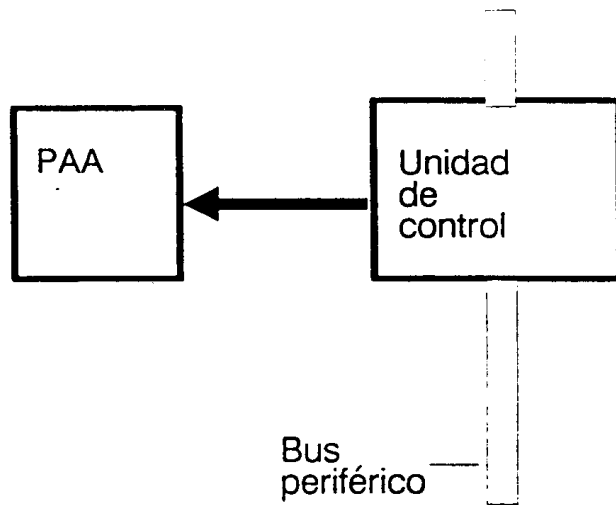 PAA
Unidad
de
control
Bus
periférico